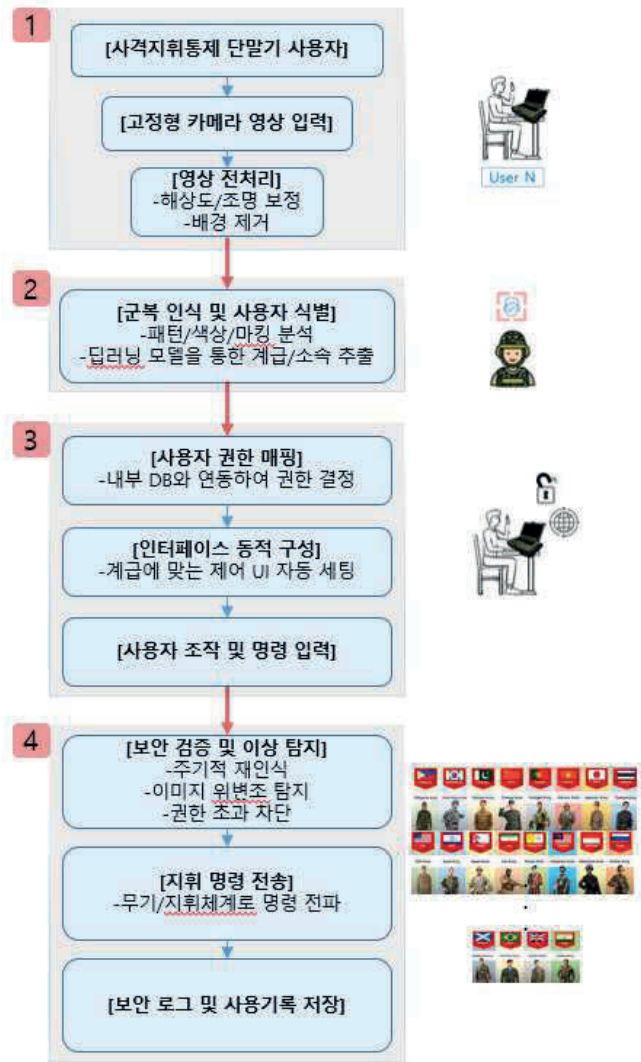 1
[사격지휘통제 단말기 사용자]
[고정형 카메라 영상 입력]
[영상 전처리]
-해상도/조명 보정
-배경 제거
User N
2
[군복 인식 및 사용자 식별]
-패턴/색상/마킹 분석
-딥러닝 모델을 통한 계급/소속 추출
3
[사용자 권한 매핑]
-내부 DB와 연동하여 권한 결정
[인터페이스 동적 구성]
-계급에 맞는 제어 UI 자동 세팅
[사용자 조작 및 명령 입력]
4
[보안 검증 및 이상 탐지]
-주기적 재인식
-이미지 위변조 탐지
-권한 초과 차단
[지휘 명령 전송]
-무기/지휘체계로 명령 전파
[보안 로그 및 사용기록 저장]